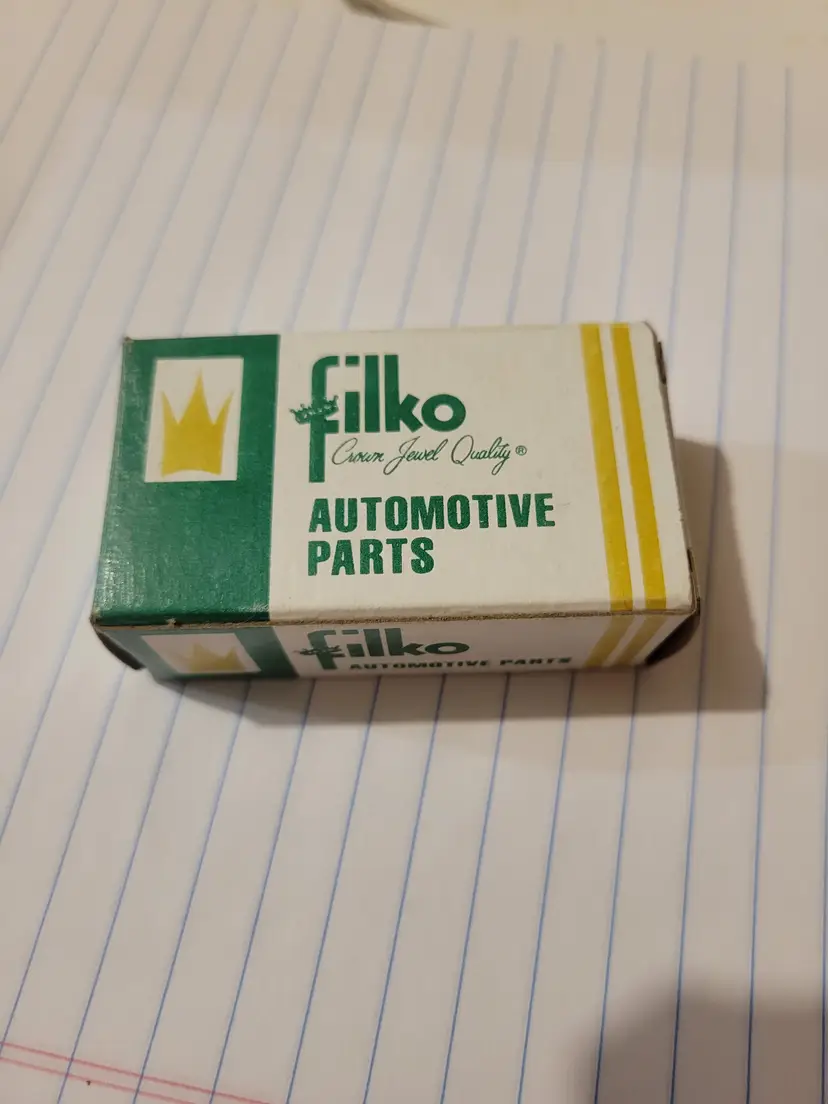 filko
Crown Jewel Quality®
AUTOMOTIVE
PARTS
filko
AUTOMOTIVE PARTS